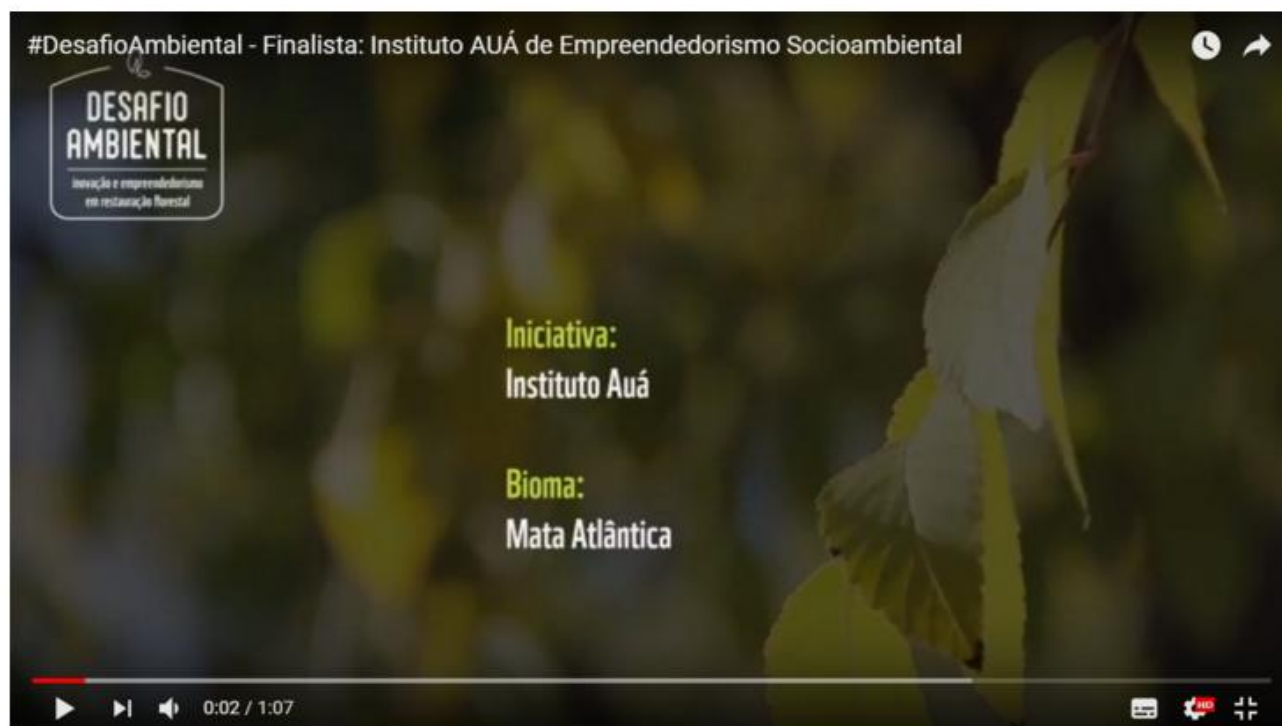 #DesafioAmbiental - Finalista: Instituto AUÁ de Empreendedorismo Socioambiental
DESAFIO
AMBIENTAL
inovação e empreendedorismo
em restauração florestal
Iniciativa:
Instituto Auá
Bioma:
Mata Atlântica
0:02 / 1:07
HD